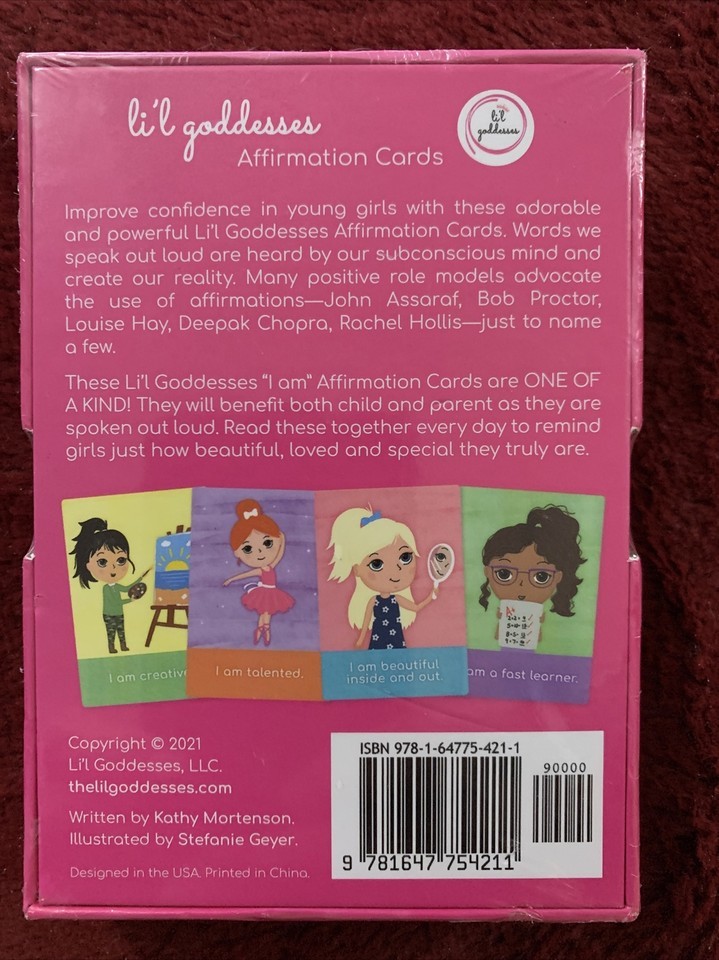 li'l goddesses
Affirmation Cards
li'l
goddesses
Improve confidence in young girls with these adorable
and powerful Li'l Goddesses Affirmation Cards. Words we
speak out loud are heard by our subconscious mind and
create our reality. Many positive role models advocate
the use of affirmations—John Assaraf, Bob Proctor,
Louise Hay, Deepak Chopra, Rachel Hollis—just to name
a few.
These Li'l Goddesses "I am" Affirmation Cards are ONE OF
A KIND! They will benefit both child and parent as they are
spoken out loud. Read these together every day to remind
girls just how beautiful, loved and special they truly are.
A+
I am creative
I am talented.
I am beautiful
inside and out.
am a fast learner.
Copyright © 2021
Li'l Goddesses, LLC.
thelilgoddesses.com
Written by Kathy Mortenson.
Illustrated by Stefanie Geyer.
Designed in the USA. Printed in China.
ISBN 978-1-64775-421-1
90000
9 781647 754211